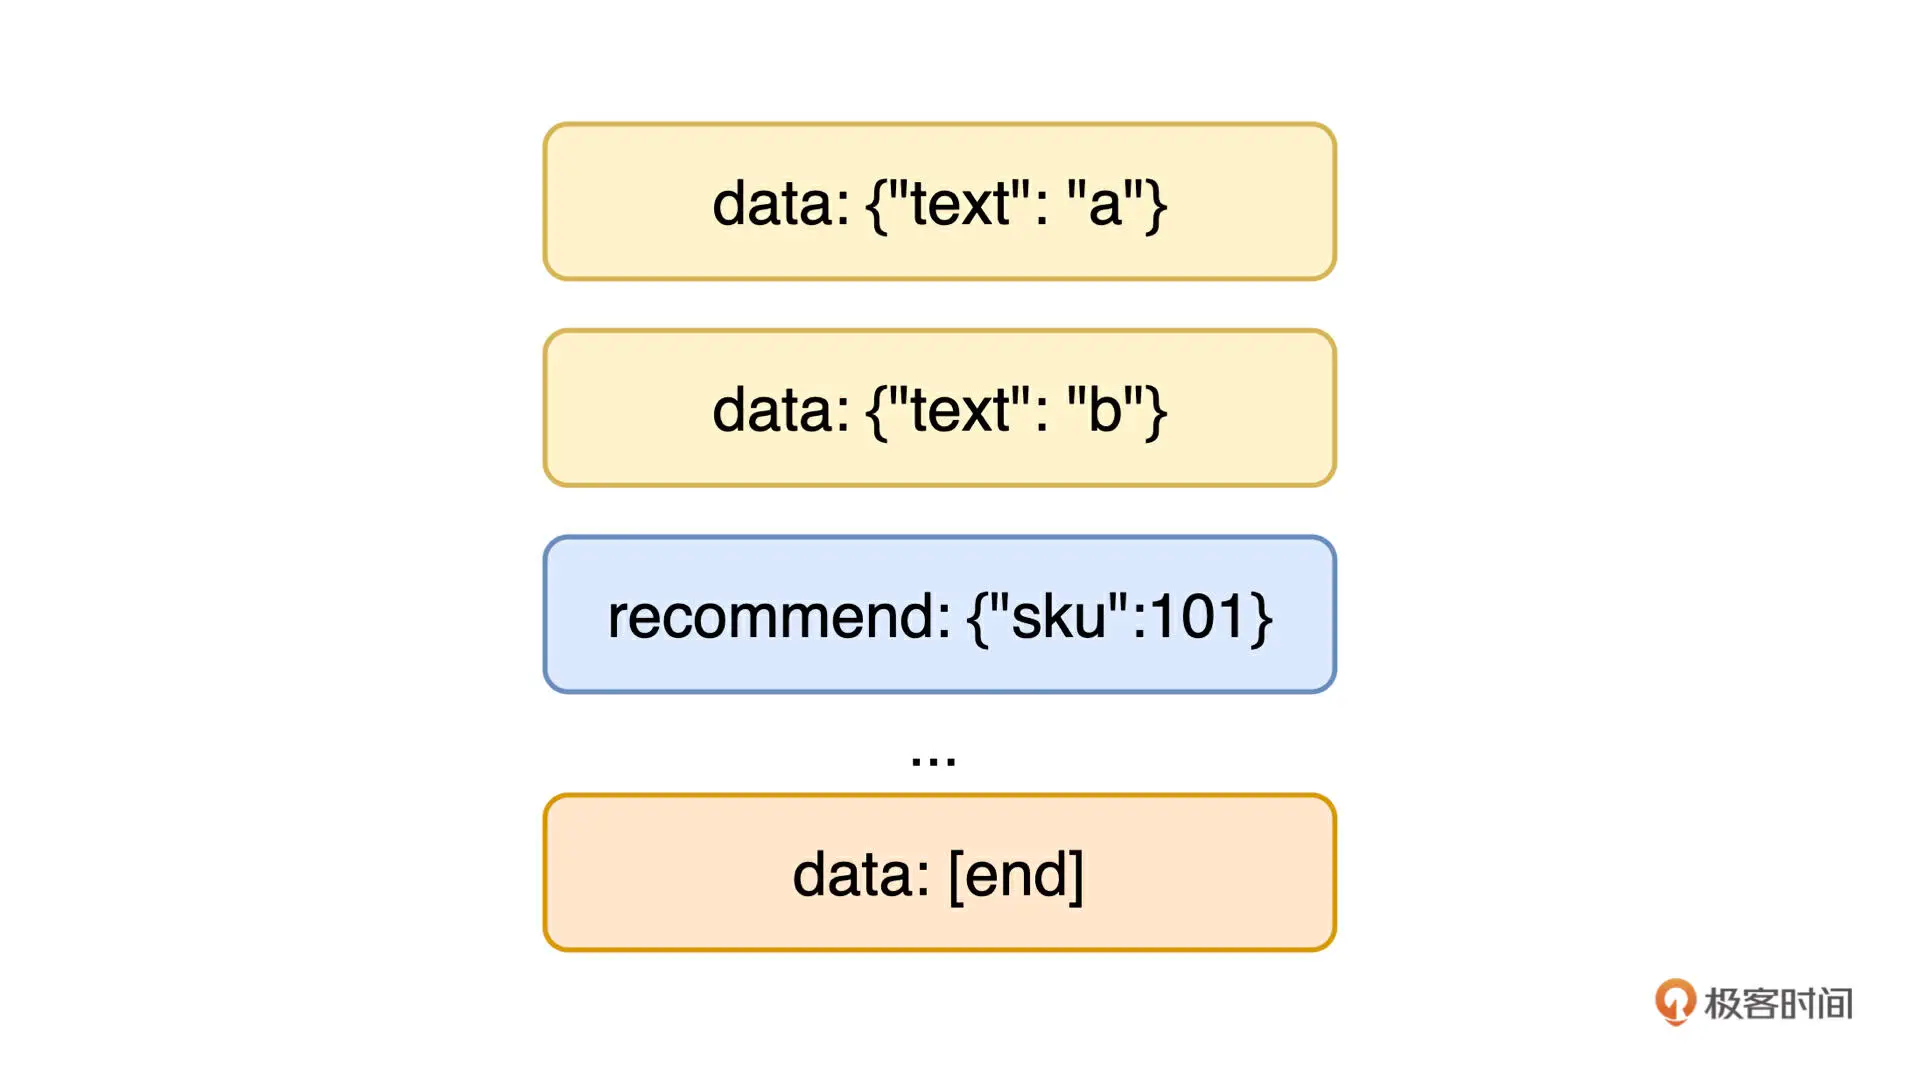 data: {"text": "a"}
data: {"text": "b"}
recommend: {"sku":101}
...
data: [end]
极客时间